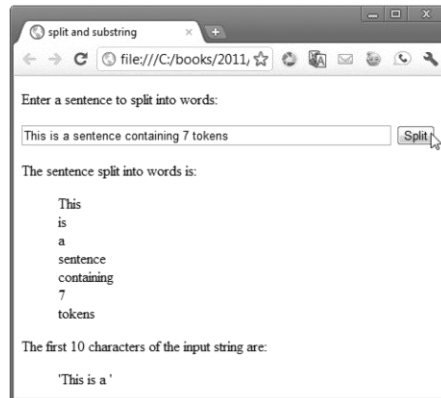 split and substring
file:///C:/books/2011,
Enter a sentence to split into words:
This is a sentence containing 7 tokens
Split
The sentence split into words is:
This
is
a
sentence
containing
7
tokens
The first 10 characters of the input string are:
'This is a '